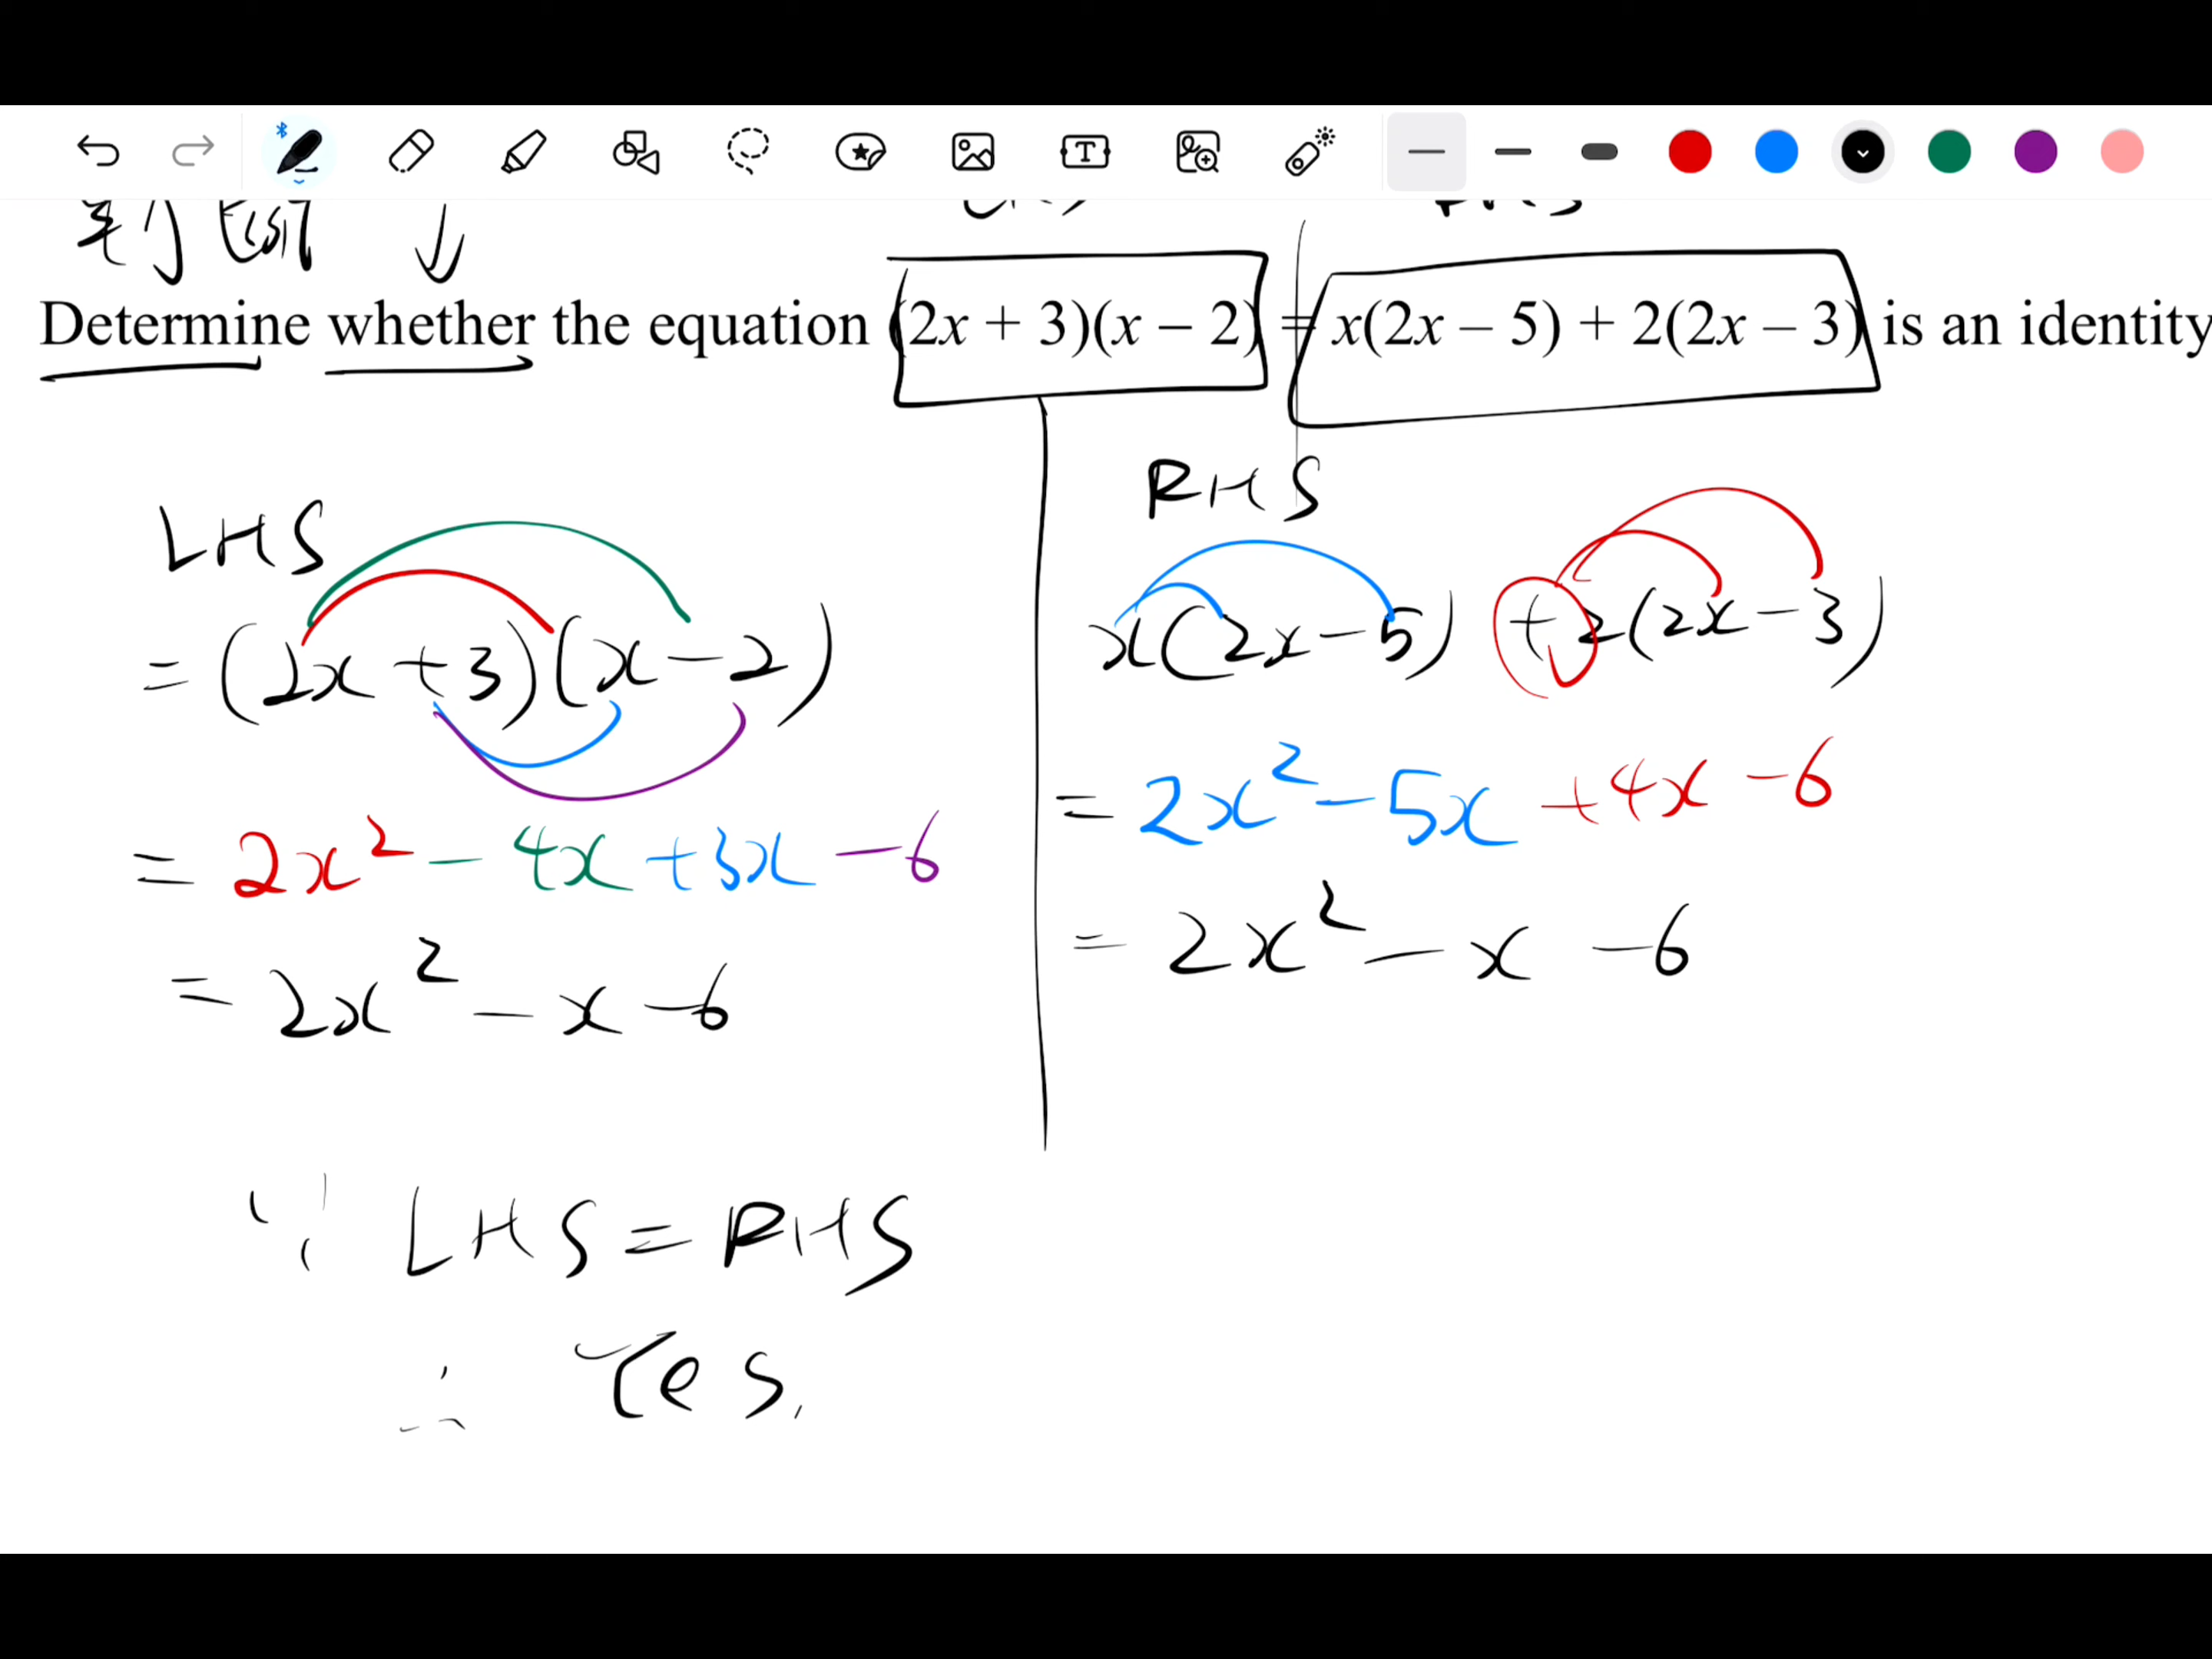 Determine whether the equation (2x + 3)(x − 2) = x(2x − 5) + 2(2x − 3) is an identity
LHS
= (2x + 3)(x − 2)
= 2x² − 4x + 3x − 6
= 2x² − x − 6
RHS
x(2x − 5) + 2(2x − 3)
= 2x² − 5x + 4x − 6
= 2x² − x − 6
∵ LHS = RHS
∴ Yes.